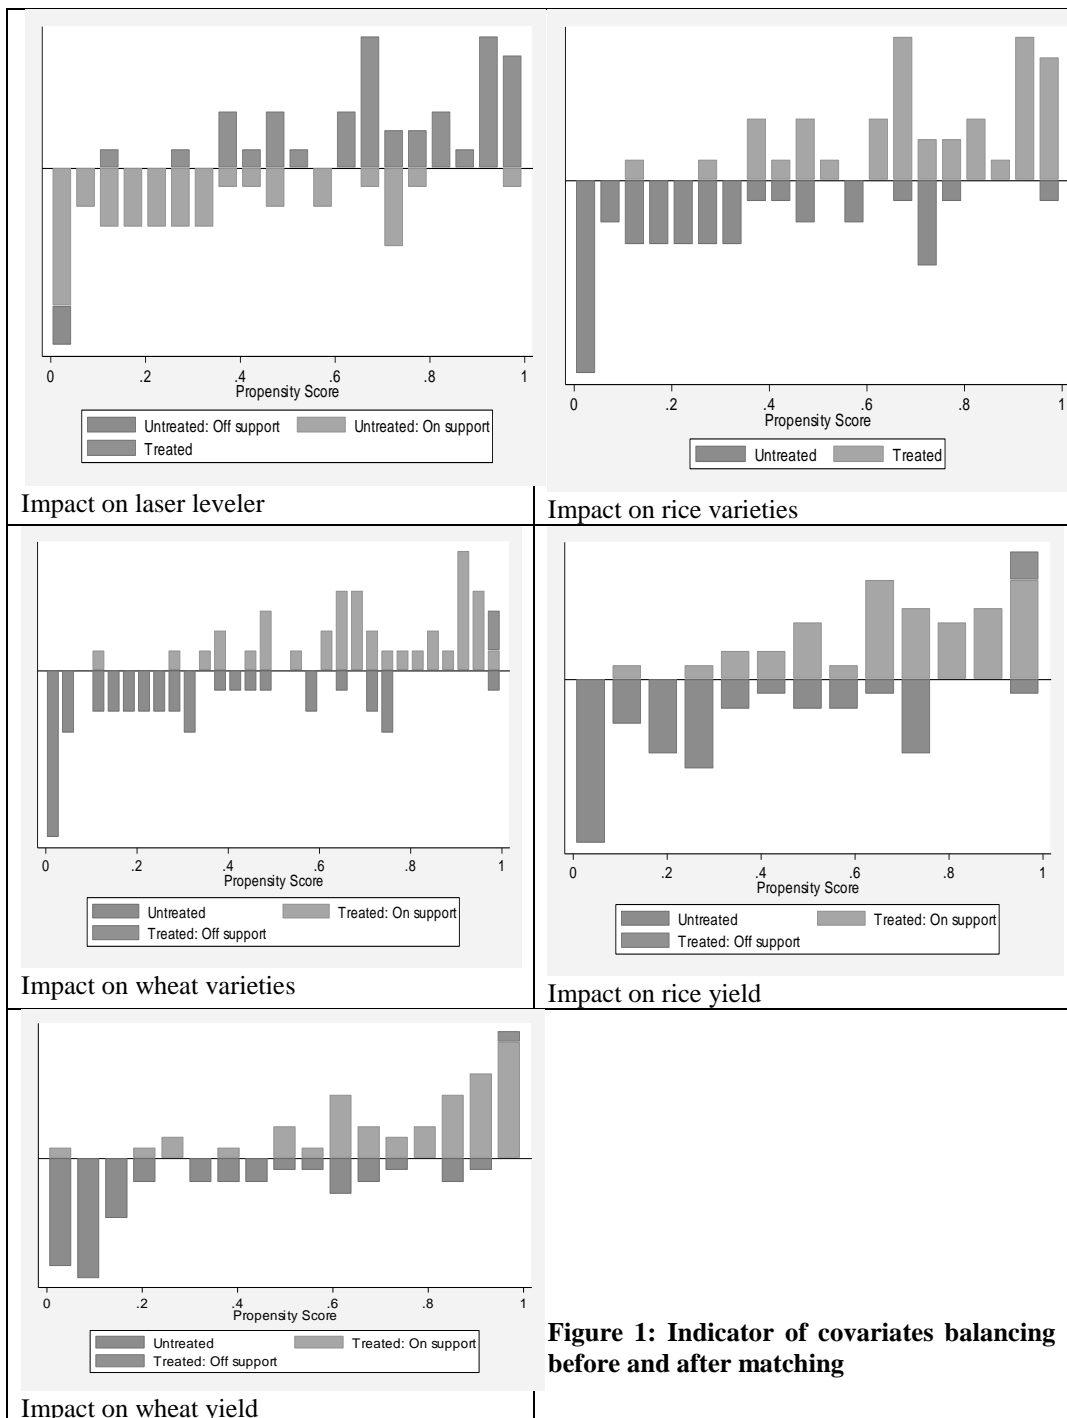 0 .2 .4 .6 .8 1
Propensity Score
Untreated: Off support Untreated: On support
Treated
Impact on laser leveler
0 .2 .4 .6 .8 1
Propensity Score
Untreated Treated
Impact on rice varieties
0 .2 .4 .6 .8 1
Propensity Score
Untreated Treated: On support
Treated: Off support
Impact on wheat varieties
0 .2 .4 .6 .8 1
Propensity Score
Untreated Treated: On support
Treated: Off support
Impact on rice yield
0 .2 .4 .6 .8 1
Propensity Score
Untreated Treated: On support
Treated: Off support
Impact on wheat yield
Figure 1: Indicator of covariates balancing
before and after matching